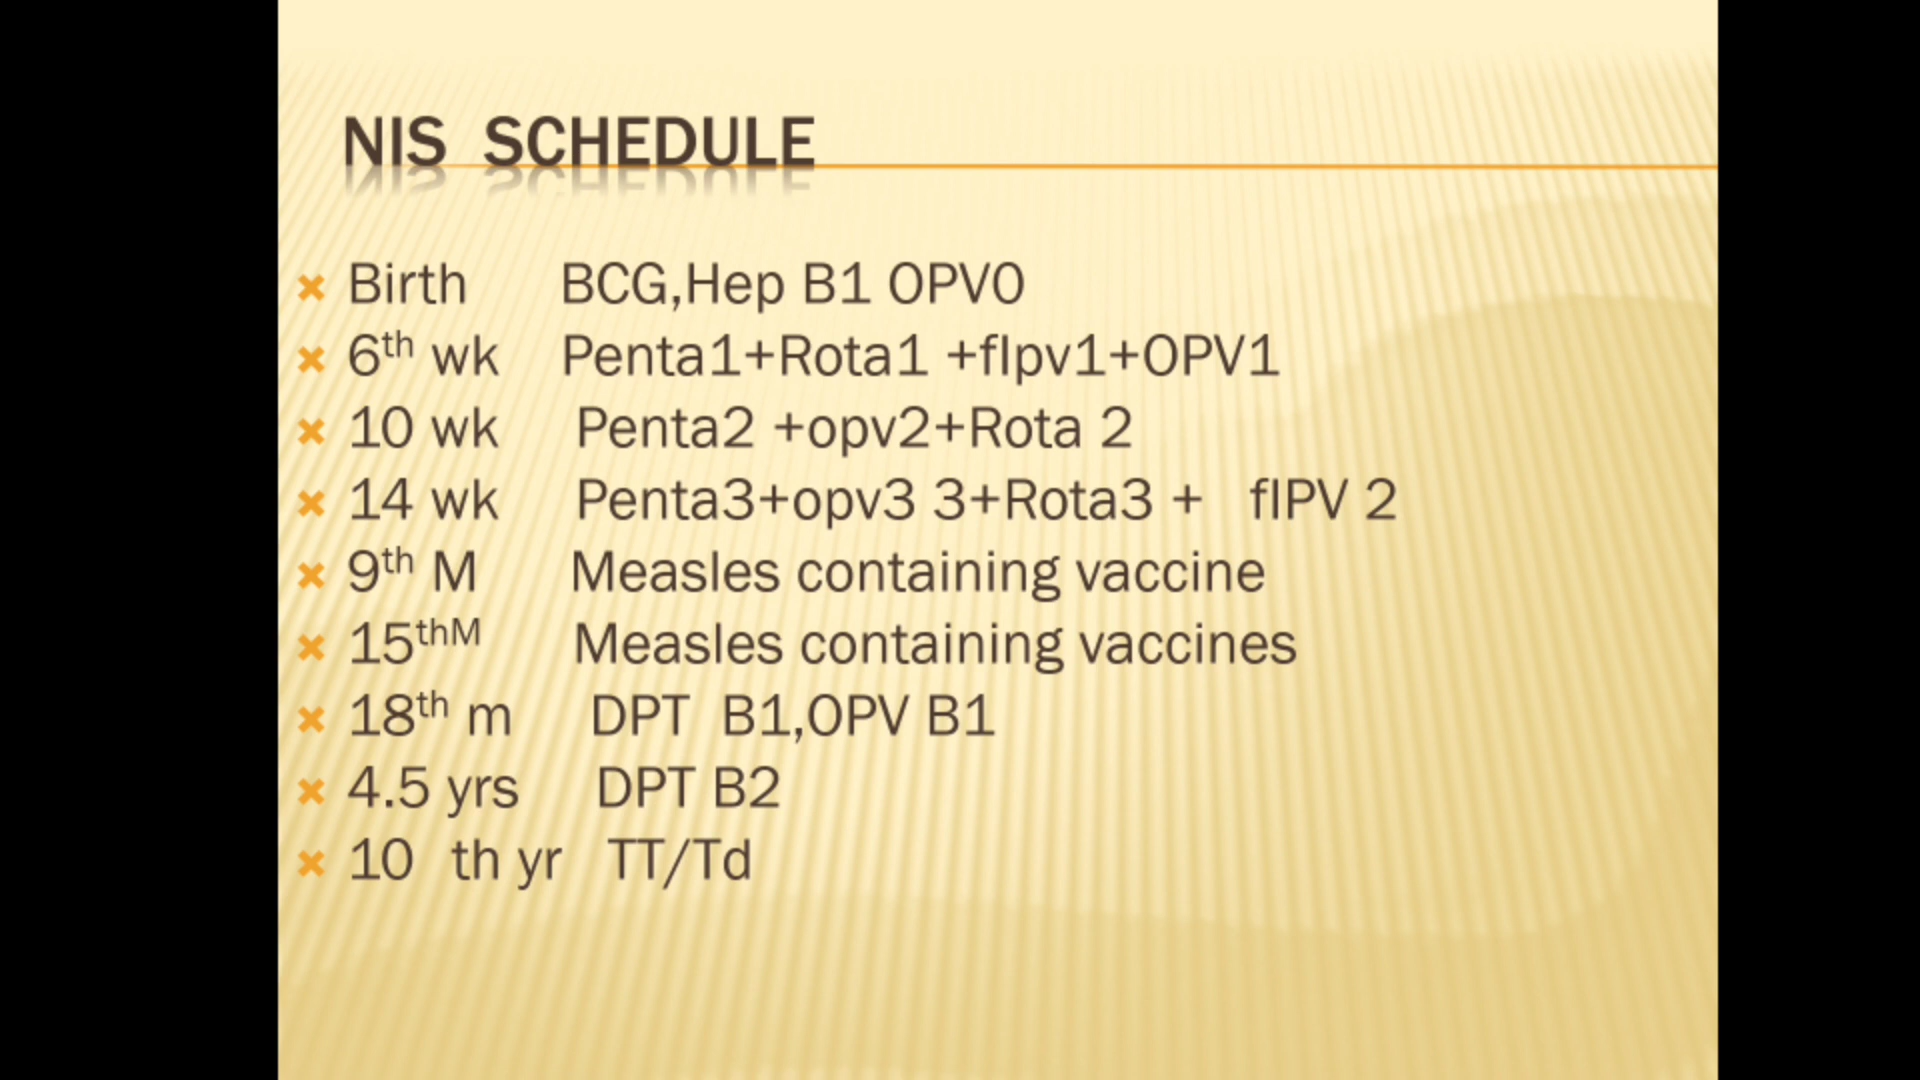 NIS SCHEDULE
Birth BCG,Hep B1 OPV0
6th wk Penta1+Rota1 +fIpv1+OPV1
10 wk Penta2 +opv2+Rota 2
14 wk Penta3+opv3 3+Rota3 + fIPV 2
9th M Measles containing vaccine
15thM Measles containing vaccines
18th m DPT B1,OPV B1
4.5 yrs DPT B2
10 th yr TT/Td